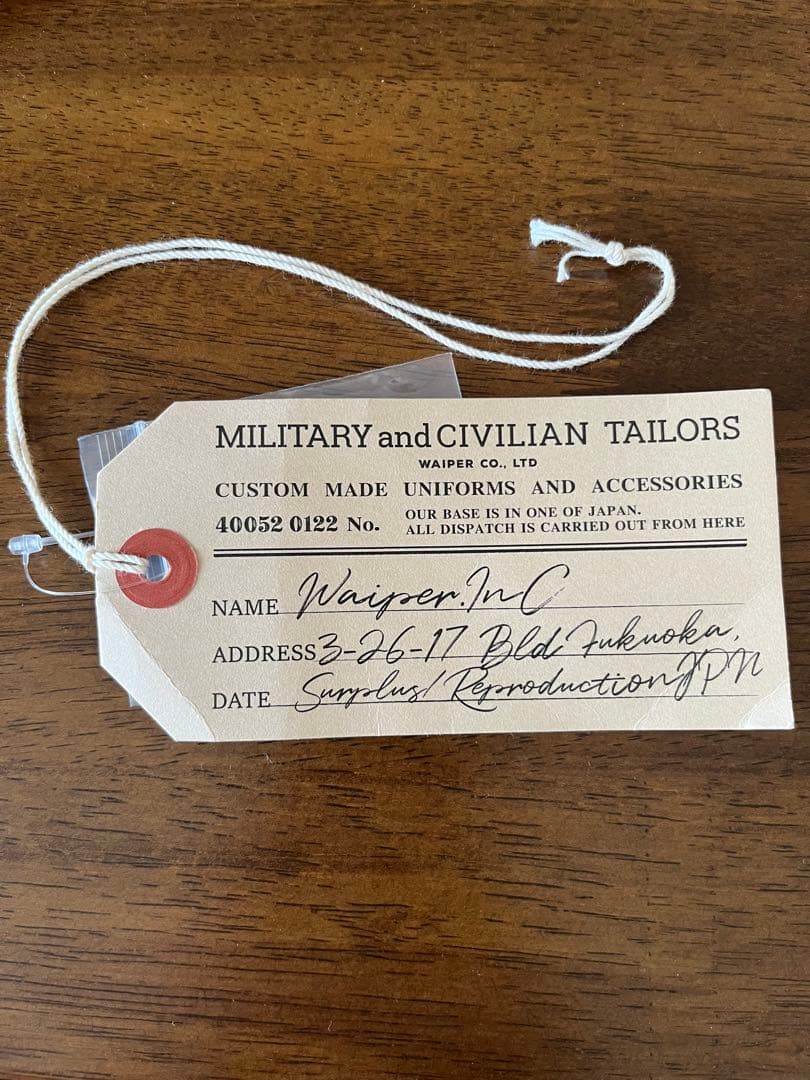 MILITARY and CIVILIAN TAILORS
WAIPER CO., LTD
CUSTOM MADE UNIFORMS AND ACCESSORIES
40052 0122 No.
OUR BASE IS IN ONE OF JAPAN.
ALL DISPATCH IS CARRIED OUT FROM HERE
NAME Waiper.InC
ADDRESS 3-26-17 Bld Fukuoka,
DATE Surplus/ReproductionJPN